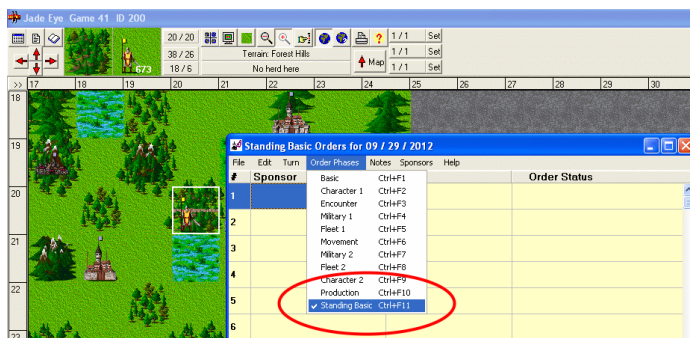 Jade Eye Game 41 ID 200
20 / 20
1 / 1 Set
38 / 26
Terrain: Forest Hills
1 / 1 Set
673
18 / 6
No herd here
Map
1 / 1 Set
>> 17 18 19 20 21 22 23 24 25 26 27 28 29 30
18
19
Standing Basic Orders for 09 / 29 / 2012
File Edit Turn Order Phases Notes Sponsors Help
# Sponsor Order Status
Basic Ctrl+F1
1
Character 1 Ctrl+F2
20
Encounter Ctrl+F3
Military 1 Ctrl+F4
2
Fleet 1 Ctrl+F5
Movement Ctrl+F6
21
3
Military 2 Ctrl+F7
Fleet 2 Ctrl+F8
4
Character 2 Ctrl+F9
22
Production Ctrl+F10
5
Standing Basic Ctrl+F11
6
23